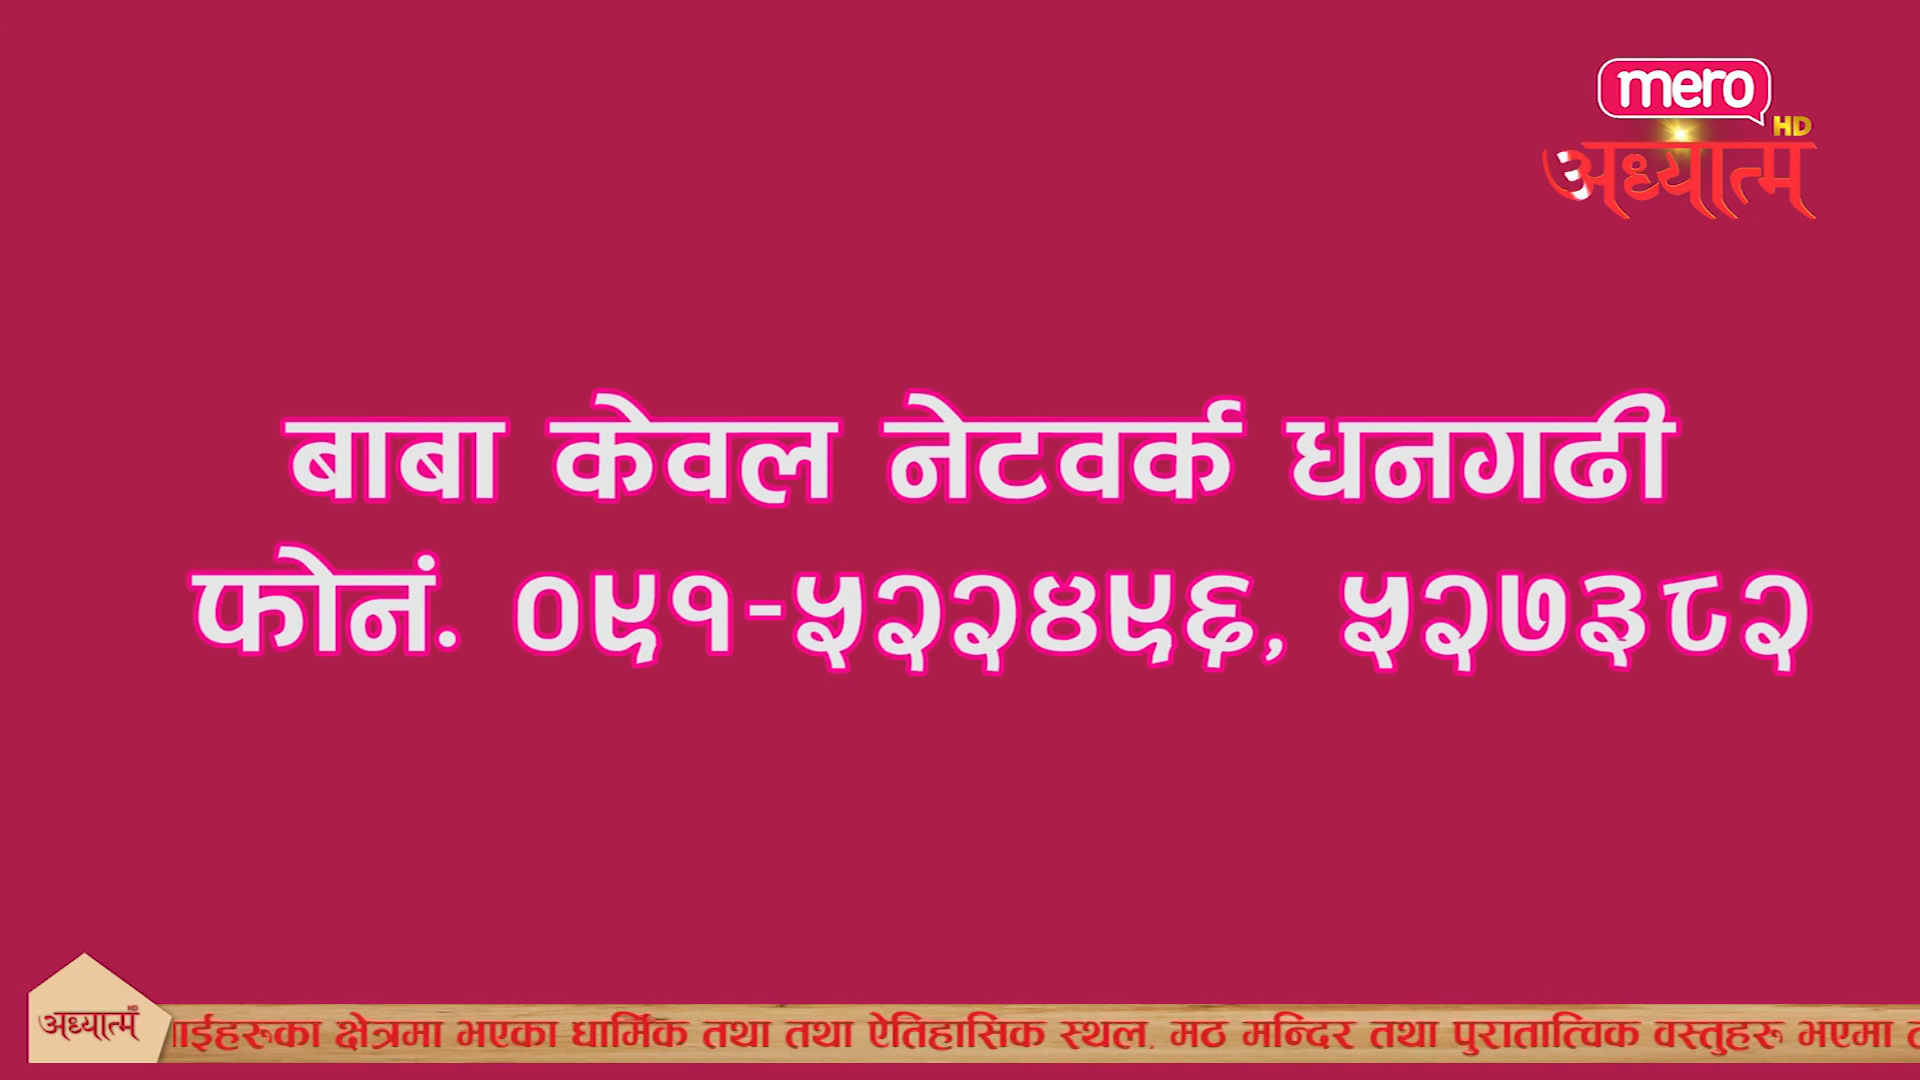 mero
HD
अध्यात्म
बाबा केवल नेटवर्क धनगढी
फोनं. ०५१-५२२४५६, ५२७३८२
HD
अध्यात्म
ाईहरूका क्षेत्रमा भएका धार्मिक तथा तथा ऐतिहासिक स्थल, मठ मन्दिर तथा पुरातात्विक वस्तुहरू भएमा